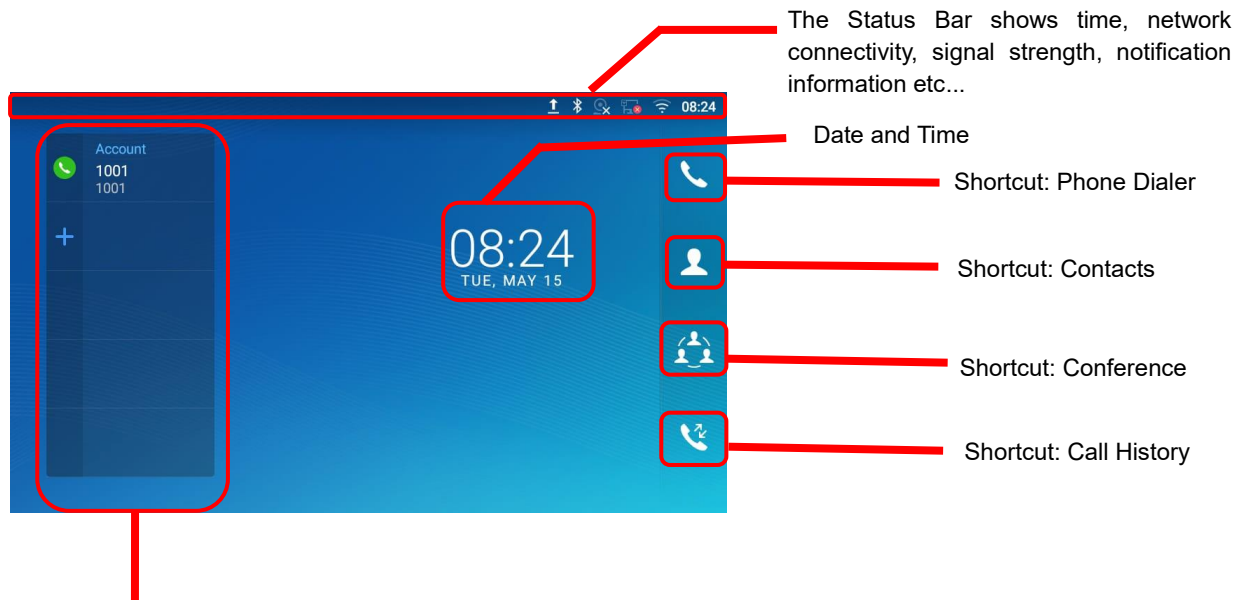 The Status Bar shows time, network
connectivity, signal strength, notification
information etc...
08:24
Date and Time
Account
1001
1001
Shortcut: Phone Dialer
08:24
TUE, MAY 15
Shortcut: Contacts
Shortcut: Conference
Shortcut: Call History